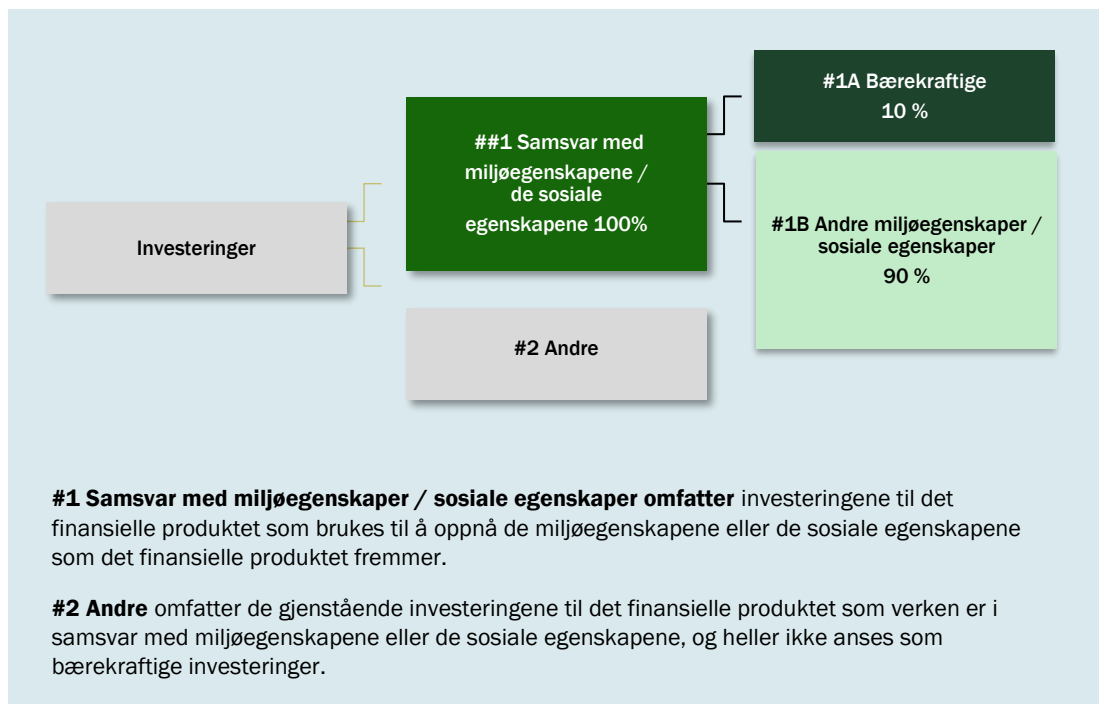 Investeringer
##1 Samsvar med
miljøegenskapene /
de sosiale
egenskapene 100%
#2 Andre
#1A Bærekraftige
10 %
#1B Andre miljøegenskaper /
sosiale egenskaper
90 %
#1 Samsvar med miljøegenskaper / sosiale egenskaper omfatter investeringene til det
finansielle produktet som brukes til å oppnå de miljøegenskapene eller de sosiale egenskapene
som det finansielle produktet fremmer.
#2 Andre omfatter de gjenstående investeringene til det finansielle produktet som verken er i
samsvar med miljøegenskapene eller de sosiale egenskapene, og heller ikke anses som
bærekraftige investeringer.